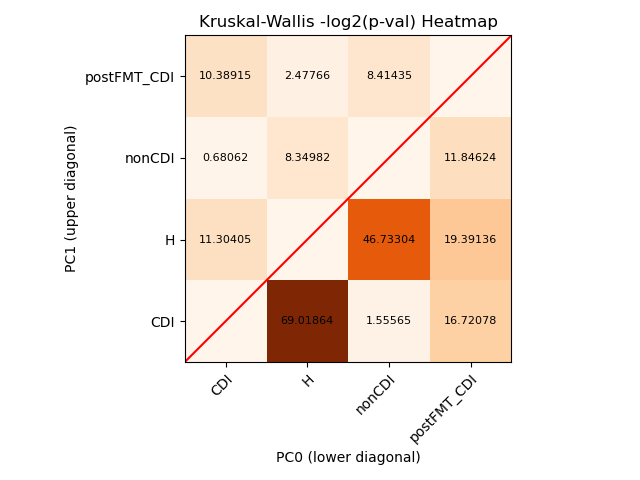 Kruskal-Wallis -log2(p-val) Heatmap
PC1 (upper diagonal)
postFMT_CDI
10.38915 2.47766 8.41435
nonCDI
0.68062 8.34982 11.84624
H
11.30405 46.73304 19.39136
CDI
69.01864 1.55565 16.72078
CDI H nonCDI postFMT_CDI
PC0 (lower diagonal)